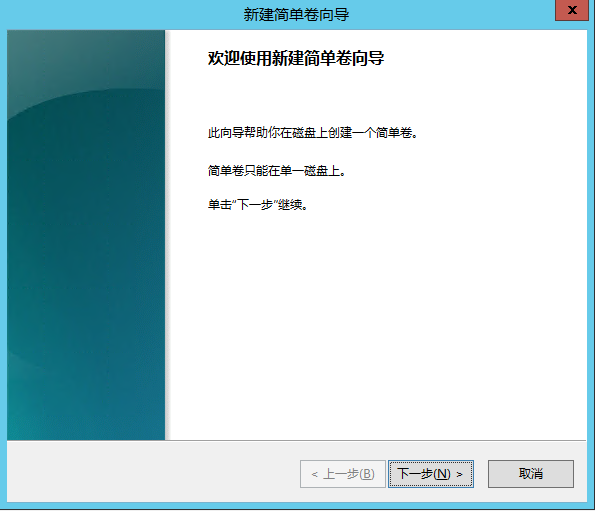 新建简单卷向导
x
欢迎使用新建简单卷向导
此向导帮助你在磁盘上创建一个简单卷。
简单卷只能在单一磁盘上。
单击"下一步"继续。
< 上一步(B)
下一步(N) >
取消